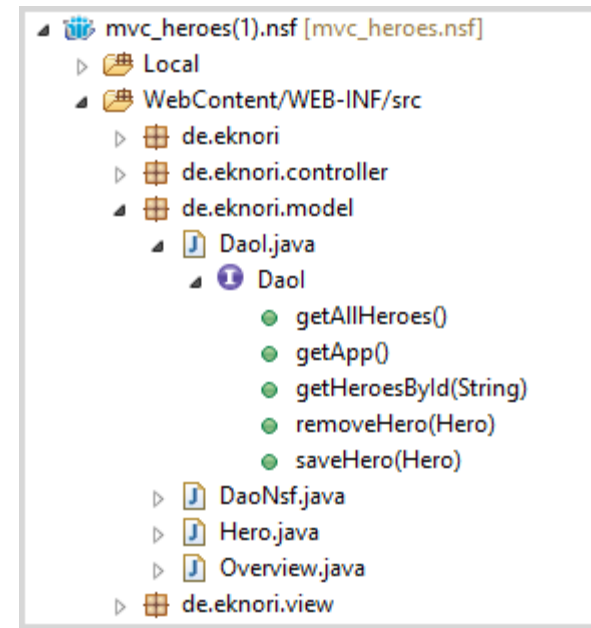 mvc_heroes(1).nsf [mvc_heroes.nsf]
Local
WebContent/WEB-INF/src
de.eknori
de.eknori.controller
de.eknori.model
DaoI.java
DaoI
getAllHeroes()
getApp()
getHeroesById(String)
removeHero(Hero)
saveHero(Hero)
DaoNsf.java
Hero.java
Overview.java
de.eknori.view